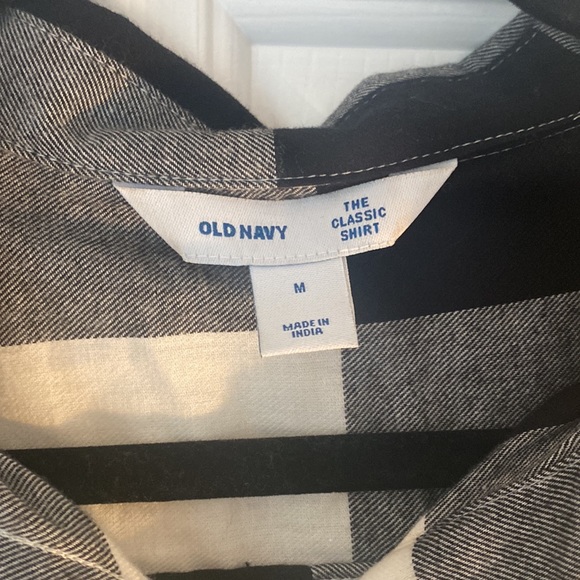 OLD NAVY
THE
CLASSIC
SHIRT
M
MADE IN
INDIA